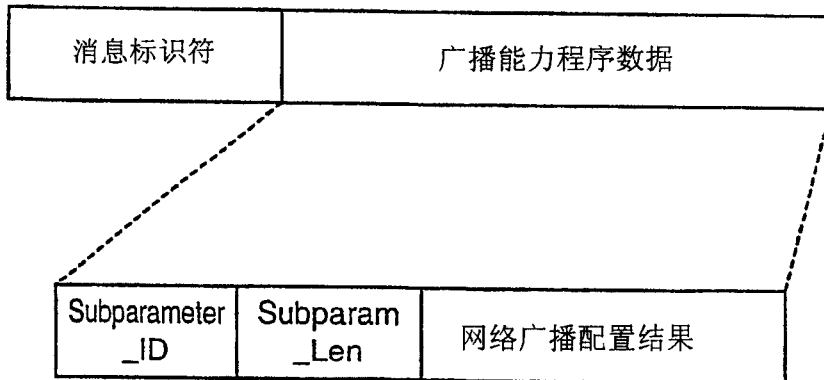 消息标识符
广播能力程序数据
Subparameter
_ID
Subparam
_Len
网络广播配置结果